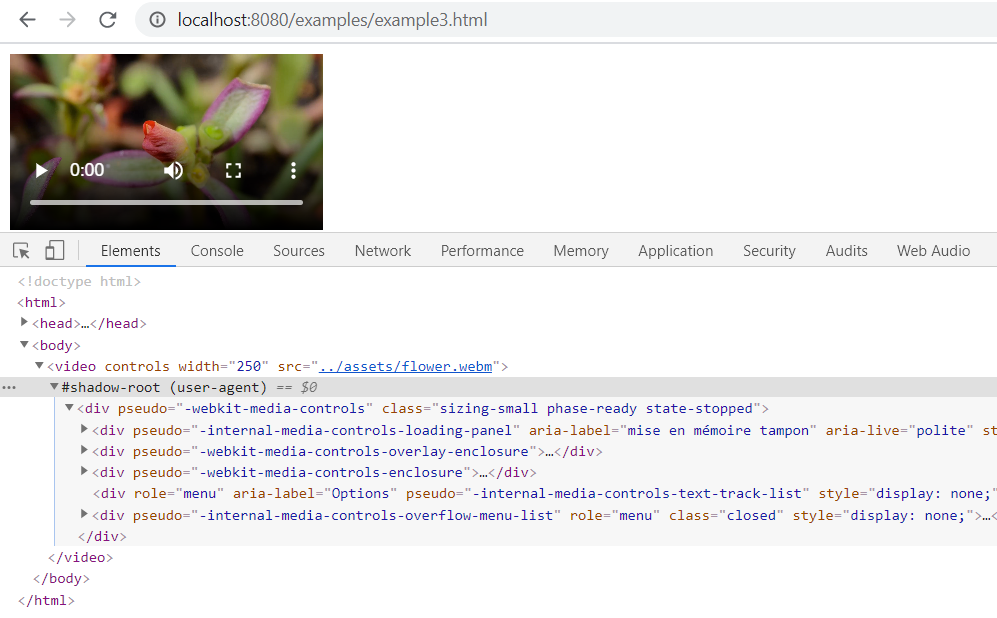 localhost:8080/examples/example3.html
0:00
Elements Console Sources Network Performance Memory Application Security Audits Web Audio
<!doctype html>
<html>
<head>…</head>
<body>
<video controls width="250" src="../assets/flower.webm">
#shadow-root (user-agent) == $0
<div pseudo="-webkit-media-controls" class="sizing-small phase-ready state-stopped">
<div pseudo="-internal-media-controls-loading-panel" aria-label="mise en mémoire tampon" aria-live="polite" st
<div pseudo="-webkit-media-controls-overlay-enclosure">…</div>
<div pseudo="-webkit-media-controls-enclosure">…</div>
<div role="menu" aria-label="Options" pseudo="-internal-media-controls-text-track-list" style="display: none;"
<div pseudo="-internal-media-controls-overflow-menu-list" role="menu" class="closed" style="display: none;">…<
</div>
</video>
</body>
</html>